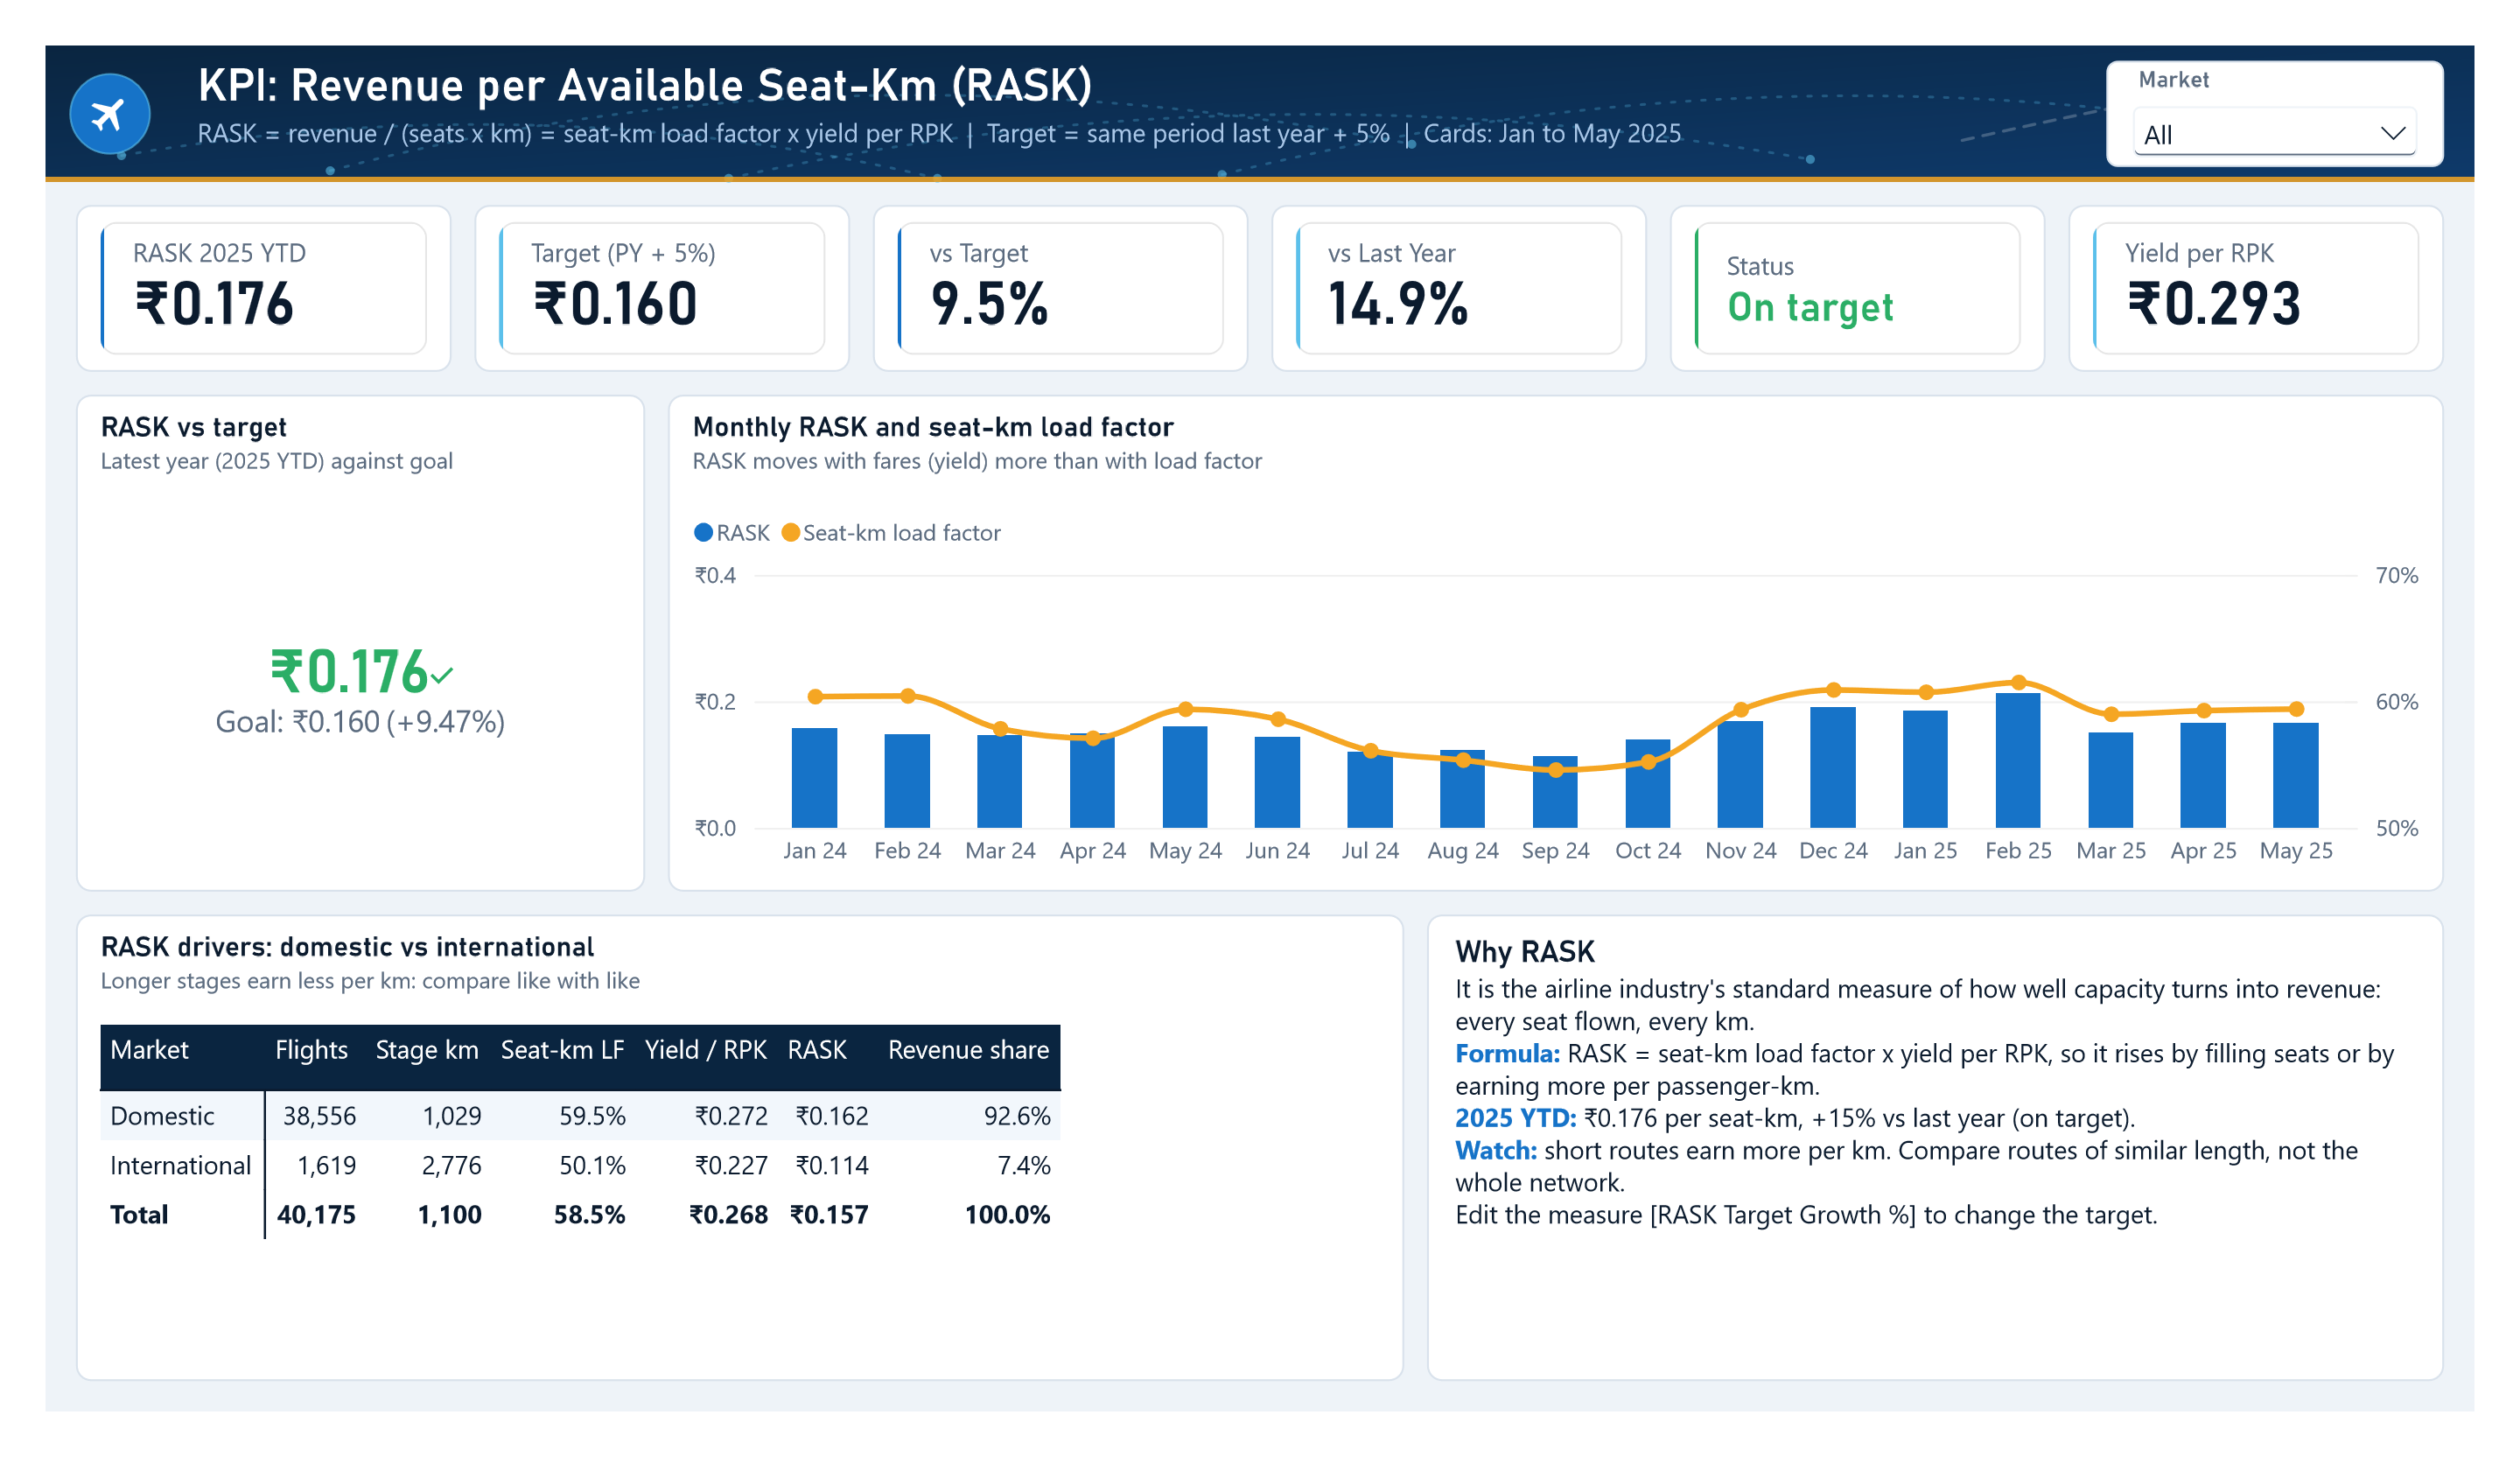 KPI: Revenue per Available Seat-Km (RASK)
RASK = revenue / (seats x km) = seat-km load factor x yield per RPK | Target = same period last year + 5% | Cards: Jan to May 2025
Market
All
RASK 2025 YTD
₹0.176
Target (PY + 5%)
₹0.160
vs Target
9.5%
vs Last Year
14.9%
Status
On target
Yield per RPK
₹0.293
RASK vs target
Latest year (2025 YTD) against goal
₹0.176
Goal: ₹0.160 (+9.47%)
Monthly RASK and seat-km load factor
RASK moves with fares (yield) more than with load factor
RASK Seat-km load factor
₹0.4 70%
₹0.2 60%
₹0.0 50%
Jan 24 Feb 24 Mar 24 Apr 24 May 24 Jun 24 Jul 24 Aug 24 Sep 24 Oct 24 Nov 24 Dec 24 Jan 25 Feb 25 Mar 25 Apr 25 May 25
RASK drivers: domestic vs international
Longer stages earn less per km: compare like with like
Market Flights Stage km Seat-km LF Yield / RPK RASK Revenue share
Domestic 38,556 1,029 59.5% ₹0.272 ₹0.162 92.6%
International 1,619 2,776 50.1% ₹0.227 ₹0.114 7.4%
Total 40,175 1,100 58.5% ₹0.268 ₹0.157 100.0%
Why RASK
It is the airline industry's standard measure of how well capacity turns into revenue:
every seat flown, every km.
Formula: RASK = seat-km load factor x yield per RPK, so it rises by filling seats or by
earning more per passenger-km.
2025 YTD: ₹0.176 per seat-km, +15% vs last year (on target).
Watch: short routes earn more per km. Compare routes of similar length, not the
whole network.
Edit the measure [RASK Target Growth %] to change the target.